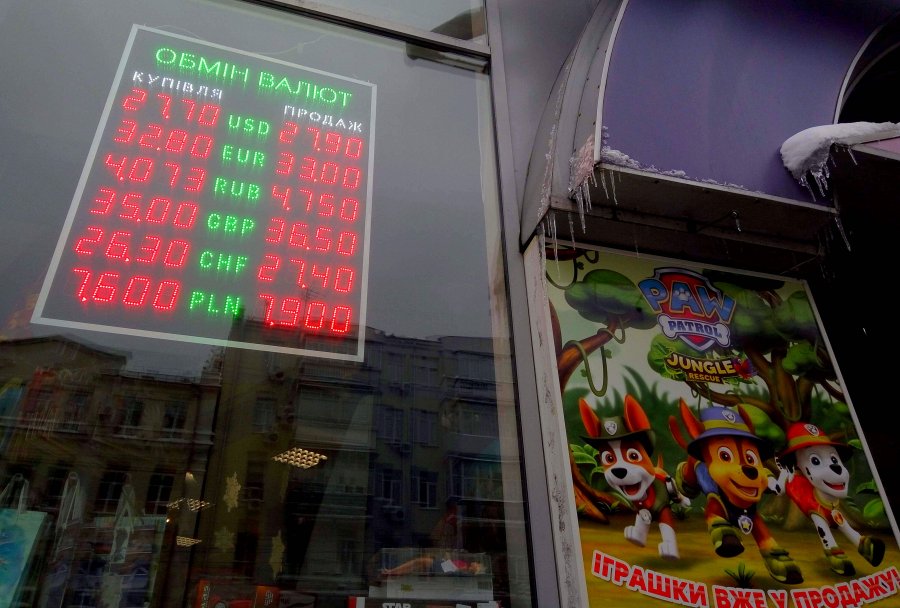 ОБМІН ВАЛЮТ
КУПІВЛЯ ПРОДАЖ
27.70 USD 27.90
32.80 EUR 33.00
4.073 RUB 4.750
35.00 GBP 36.50
26.30 CHF 27.40
7.600 PLN 7.900
PAW
PATROL
JUNGLE
RESCUE
ІГРАШКИ ВЖЕ У ПРОДАЖУ!
STAR